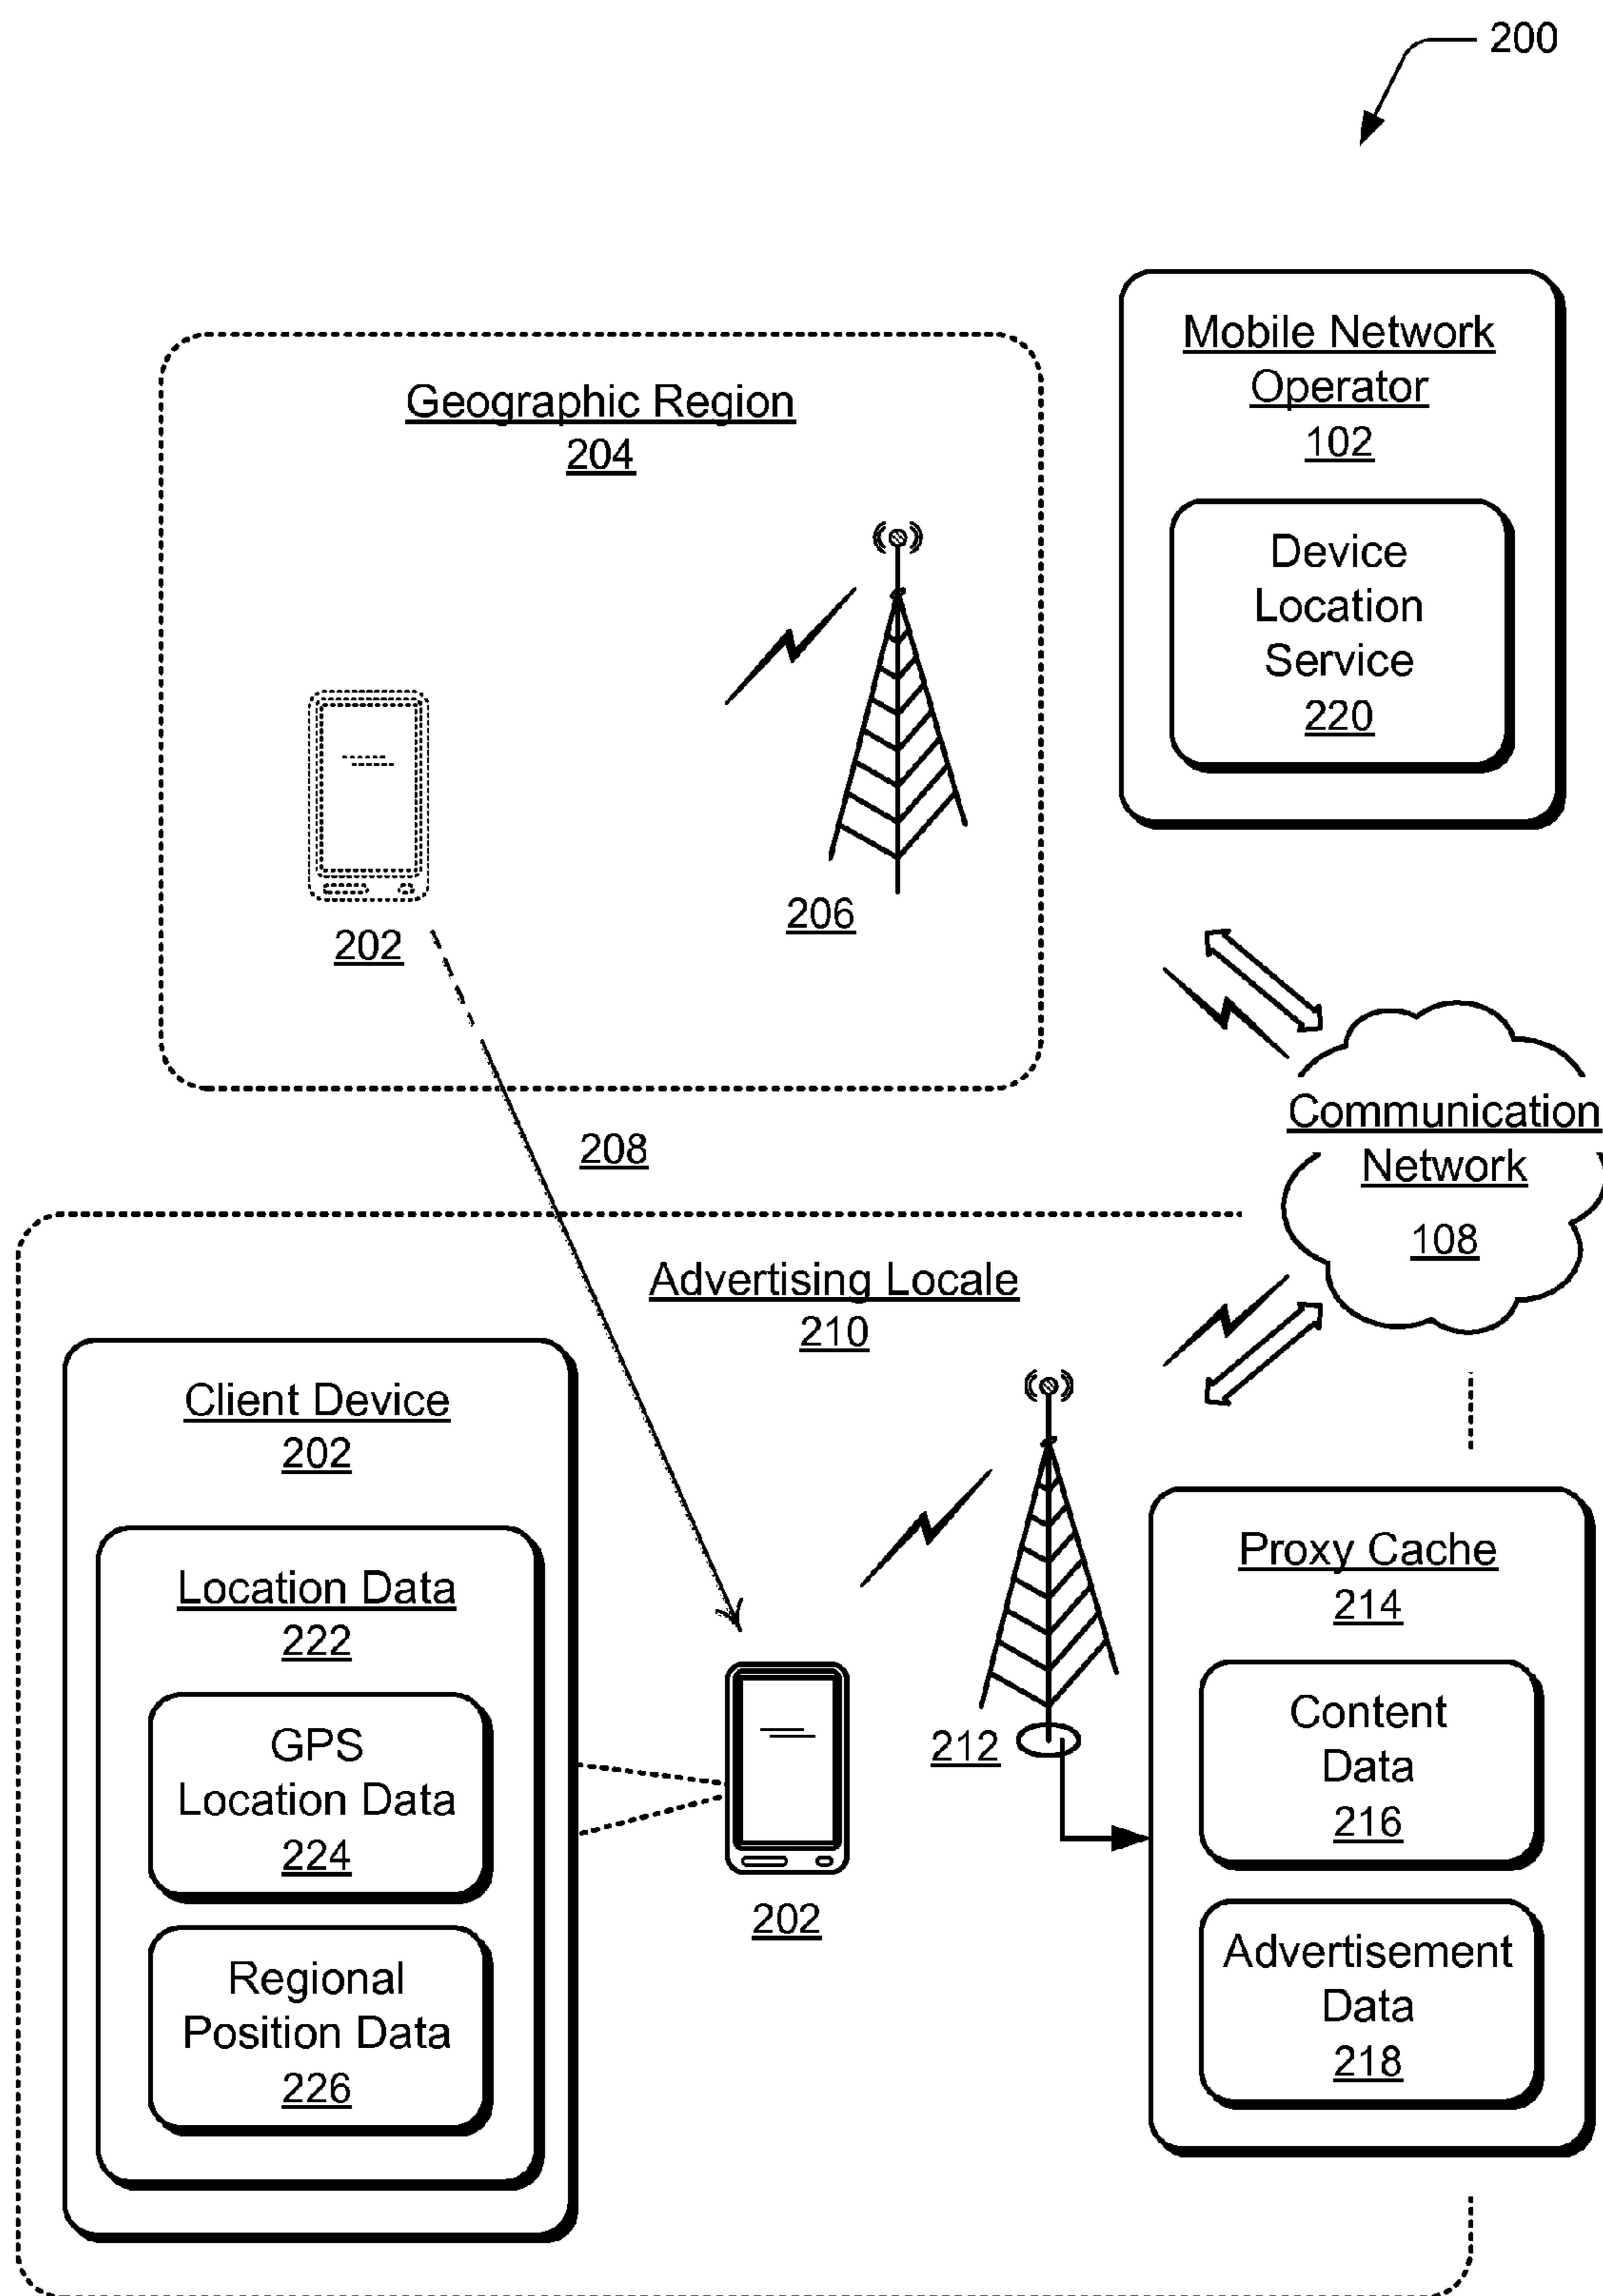 200
Mobile Network
Operator
102
Device
Location
Service
220
Geographic Region
204
206
202
208
Communication
Network
108
Advertising Locale
210
Client Device
202
Location Data
222
GPS
Location Data
224
Regional
Position Data
226
202
212
Proxy Cache
214
Content
Data
216
Advertisement
Data
218